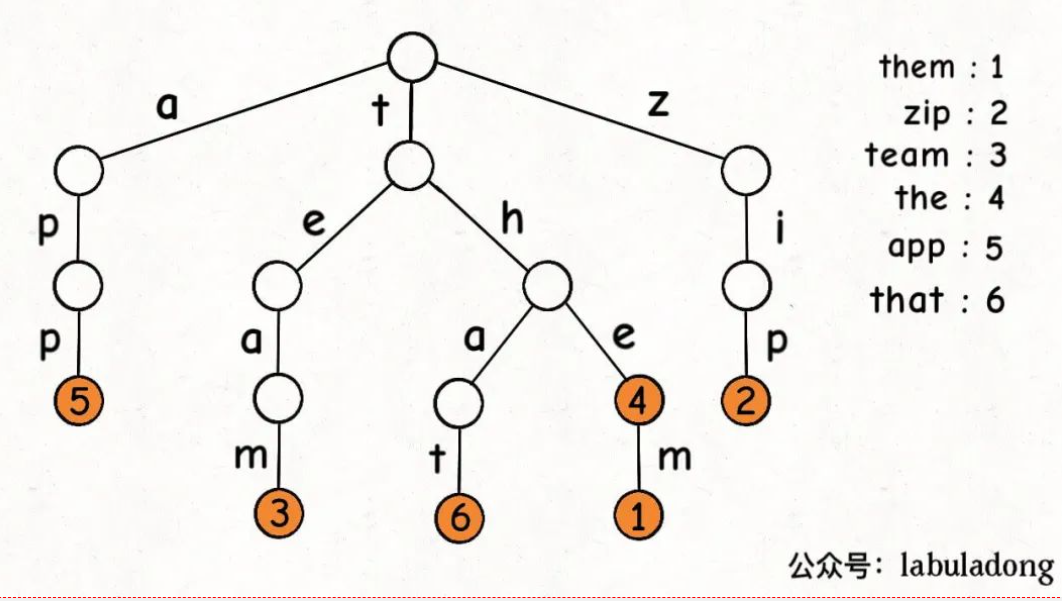 a
t
z
them : 1
zip : 2
team : 3
the : 4
app : 5
that : 6
p
e
h
i
p
a
a
e
p
5
4
2
m
t
m
3
6
1
公众号：labuladong